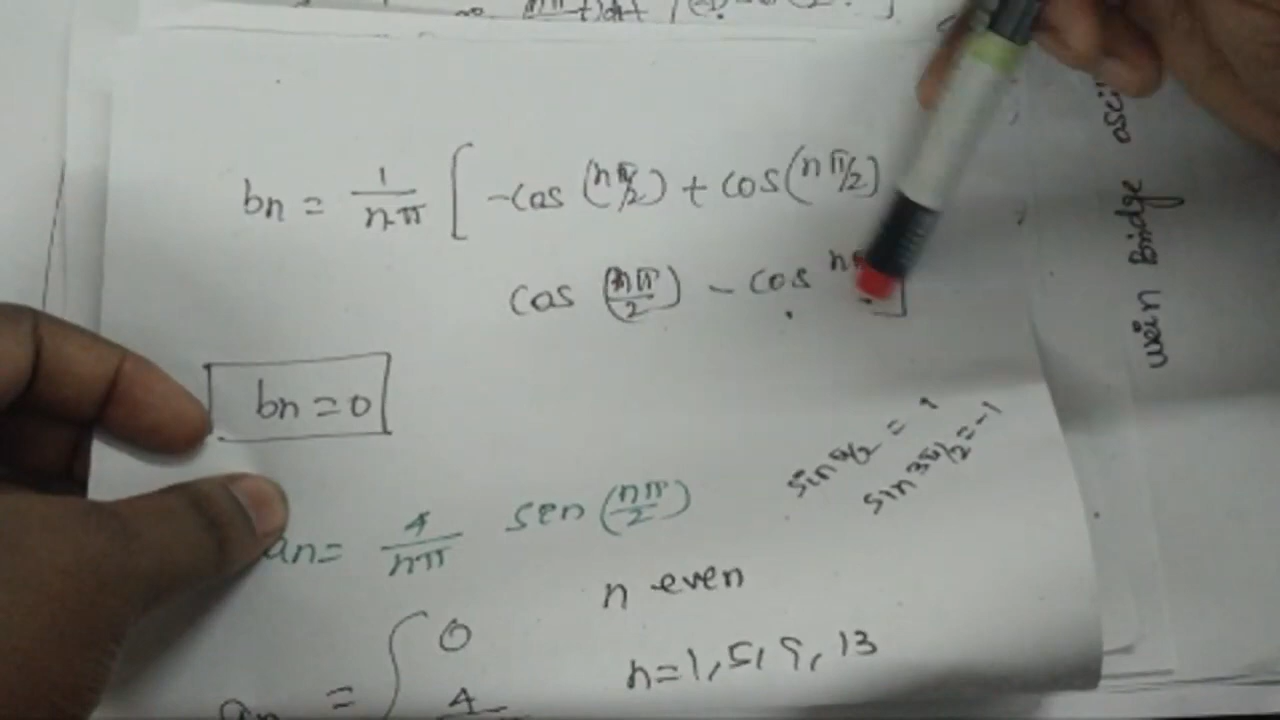 bn = 1/nπ [ -cos (nπ/2) + cos (nπ/2)
cos (nπ/2) - cos n ]
bn = 0
sin π/2 = 1
sin 3π/2 = -1
an = 4/nπ sen (nπ/2)
n even
an = { 0
n = 1, 5, 9, 13
4
wein Bridge osci